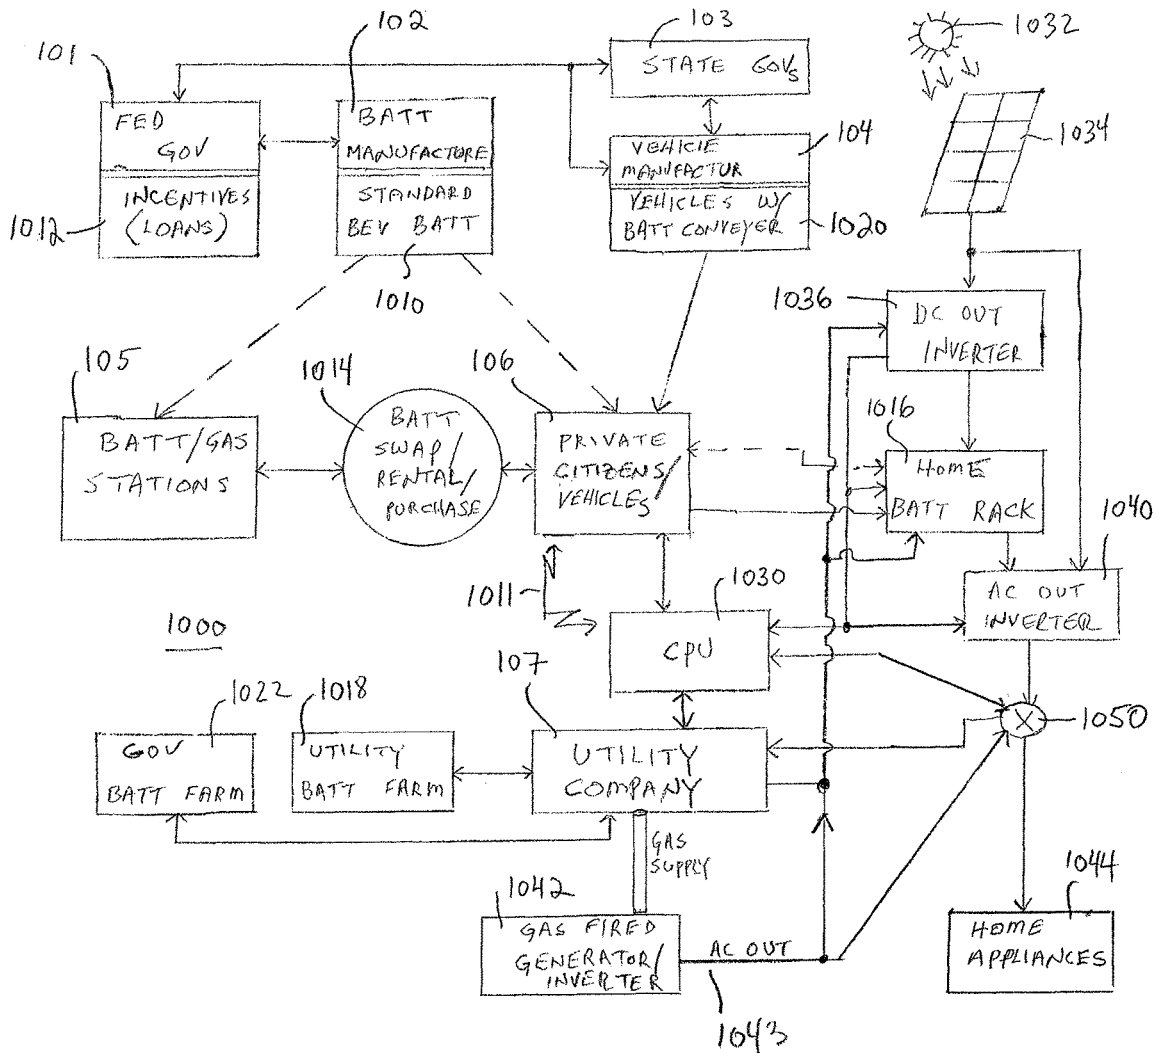 102
103
1032
101
STATE GOVS
FED
GOV
BATT
MANUFACTORE
104
1034
VEHICIE
MANUFACTUR
INCENTIVES
(LOANS)
1012
STANDARD
BEV BATT
VEHICLES W/
BATT CONVEYER
1020
1010
1036
DC OUT
INVERTER
105
1014
106
1016
BATT/GAS
STATIONS
BATT
SWAP/
RENTAL/
PURCHASE
PRIVATE
CITIZENS/
VEHICLES/
HOME
BATT RACK
1040
1011
1030
AC OUT
INVERTER
1000
CPU
107
1022
1018
1050
GOV
BATT FARM
UTILITY
BATT FARM
UTILITY
COMPANY
GAS
SUPPLY
1042
1044
GAS FIRED
GENERATOR/
INVERTER
AC OUT
HOME
APPLIANCES
1043